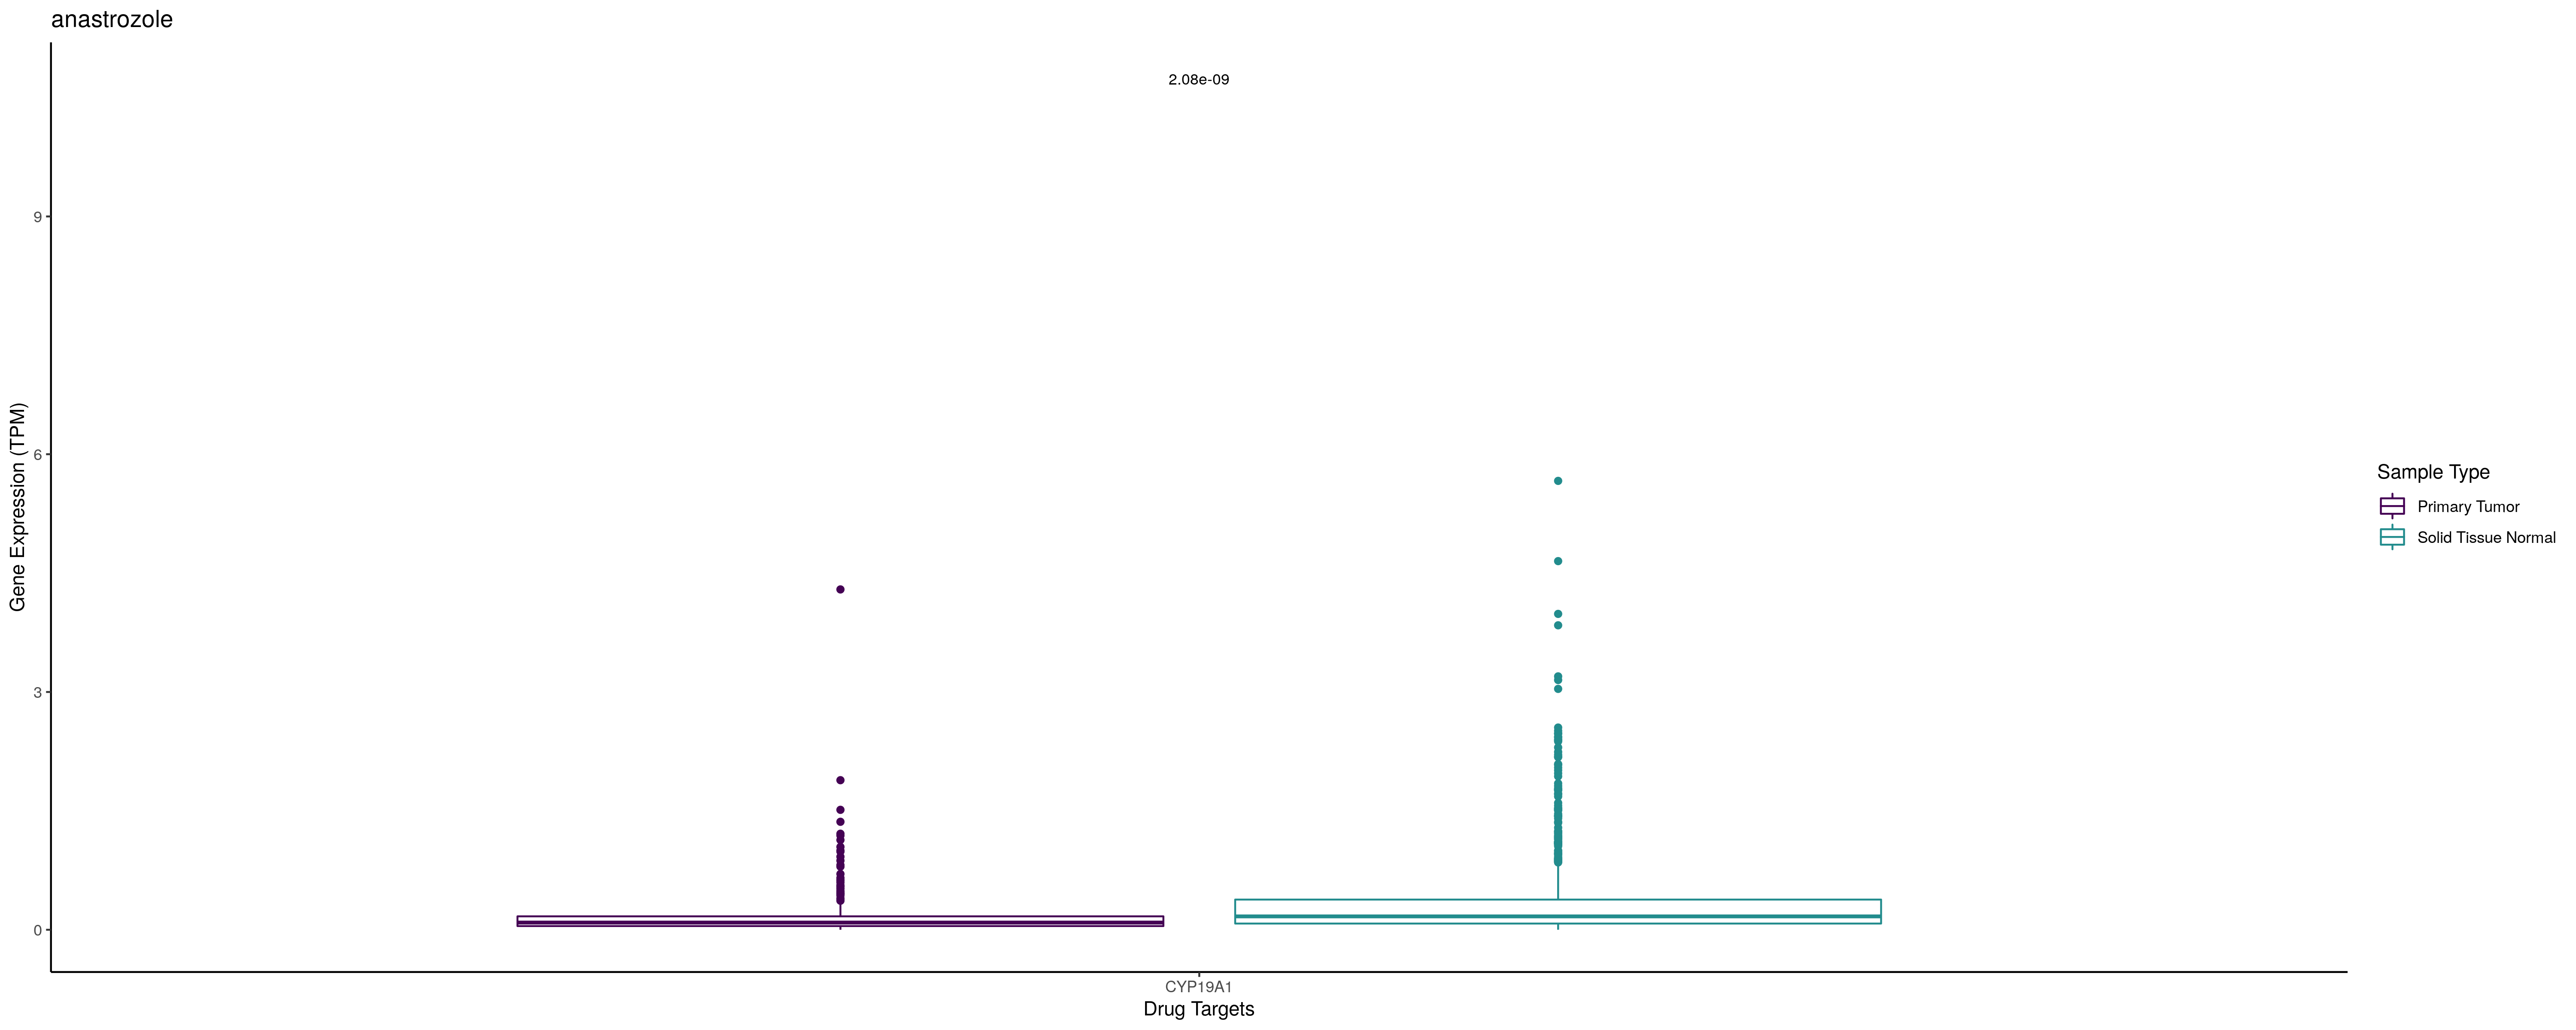 anastrozole
2.08e-09
9
6
3
0
Gene Expression (TPM)
CYP19A1
Drug Targets
Sample Type
Primary Tumor
Solid Tissue Normal